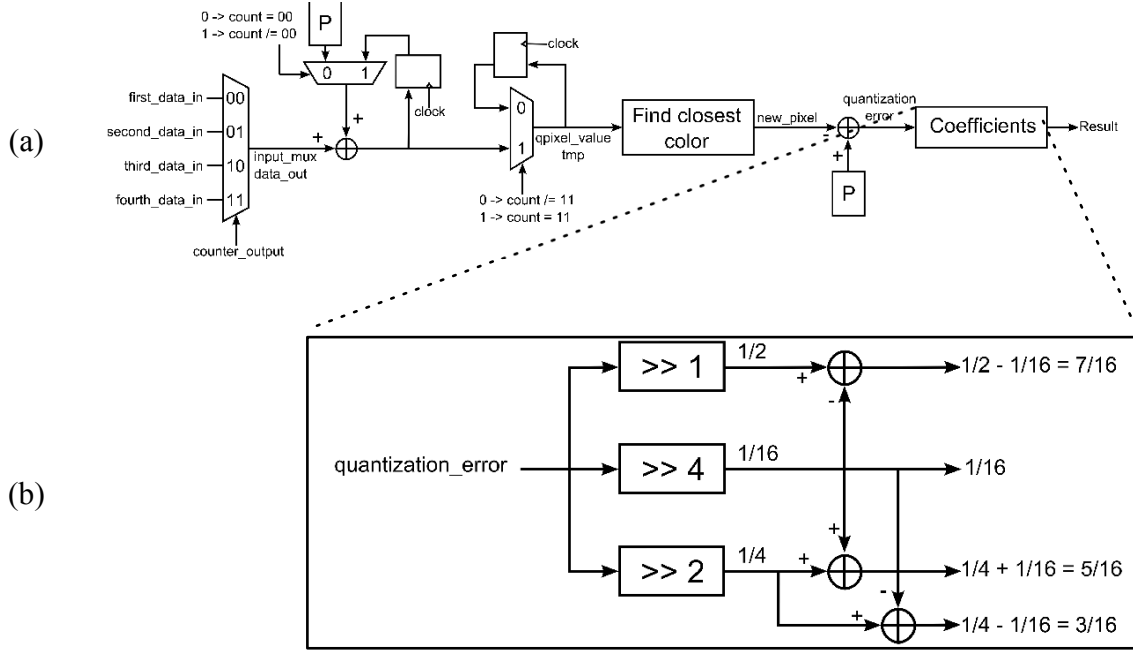 (a)
0 -> count = 00
1 -> count /= 00
P
0 1
clock
first_data_in
00
second_data_in
01
third_data_in
10
fourth_data_in
11
counter_output
+
+
input_mux
data_out
clock
0
1
qpixel_value
tmp
0 -> count /= 11
1 -> count = 11
Find closest
color
new_pixel
-
+
P
quantization
error
Coefficients
Result
(b)
quantization_error
>> 1
1/2
+
-
1/2 - 1/16 = 7/16
>> 4
1/16
1/16
>> 2
1/4
+
+
1/4 + 1/16 = 5/16
-
+
1/4 - 1/16 = 3/16